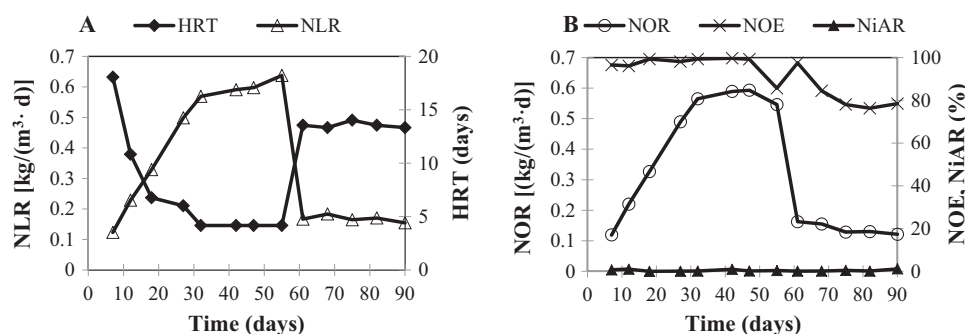 A
HRT NLR
0.7
0.6
0.5
0.4
0.3
0.2
0.1
0
NLR [kg/(m³· d)]
20
15
10
5
0
HRT (days)
0 10 20 30 40 50 60 70 80 90
Time (days)
B
NOR NOE NiAR
0.7
0.6
0.5
0.4
0.3
0.2
0.1
0
NOR [(kg/(m³· d)]
100
80
60
40
20
0
NOE, NiAR (%)
0 10 20 30 40 50 60 70 80 90
Time (days)